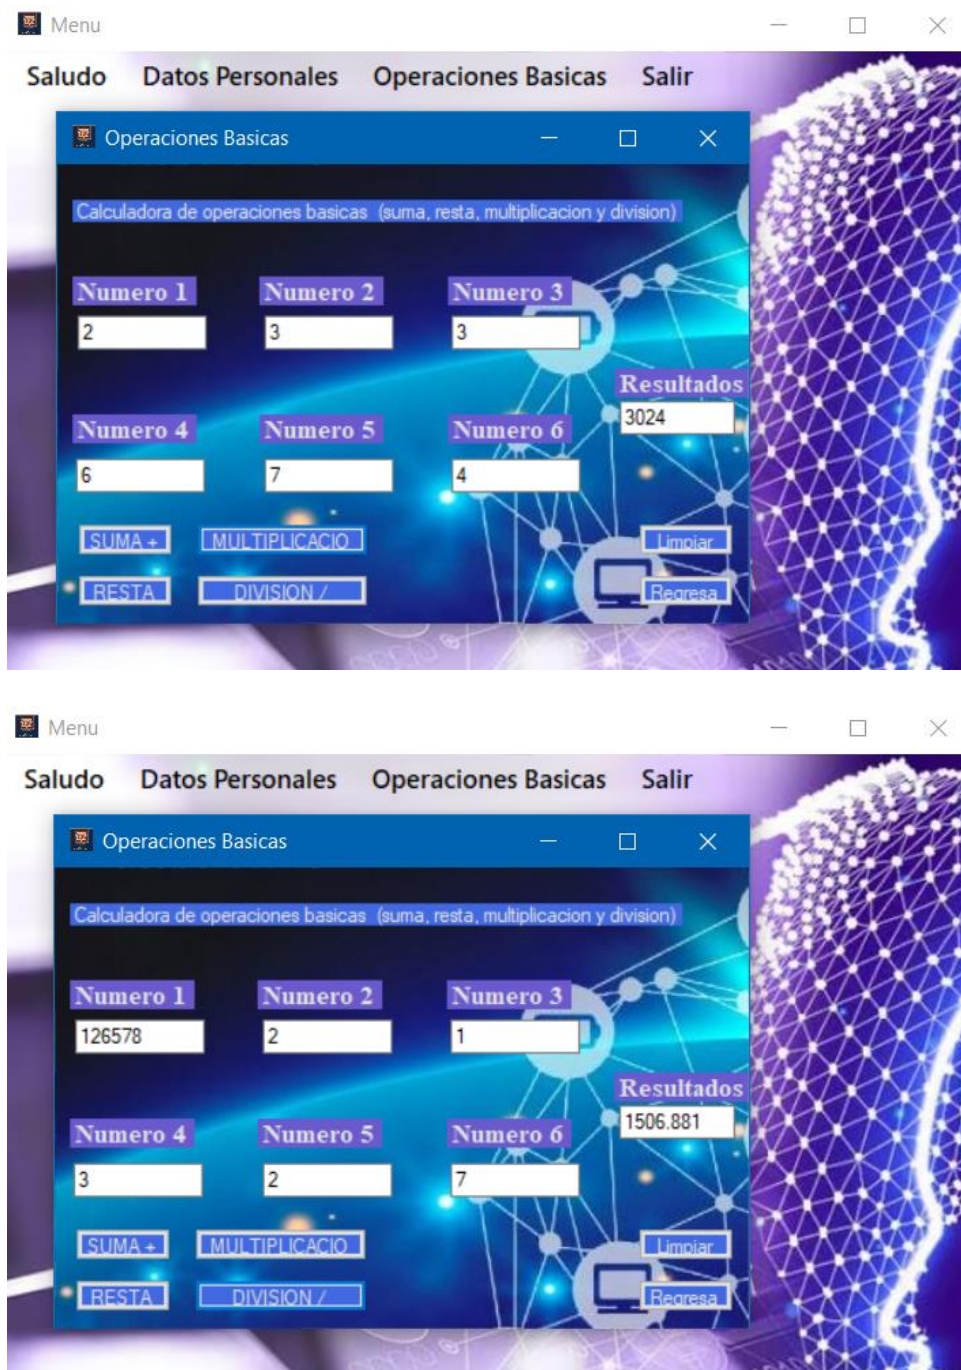 Menu
Saludo Datos Personales Operaciones Basicas Salir
Operaciones Basicas
Calculadora de operaciones basicas (suma, resta, multiplicacion y division)
Numero 1 Numero 2 Numero 3
2 3 3
Resultados
3024
Numero 4 Numero 5 Numero 6
6 7 4
SUMA + MULTIPLICACIO Limpiar
RESTA DIVISION / Regresa
Menu
Saludo Datos Personales Operaciones Basicas Salir
Operaciones Basicas
Calculadora de operaciones basicas (suma, resta, multiplicacion y division)
Numero 1 Numero 2 Numero 3
126578 2 1
Resultados
1506.881
Numero 4 Numero 5 Numero 6
3 2 7
SUMA + MULTIPLICACIO Limpiar
RESTA DIVISION / Regresa